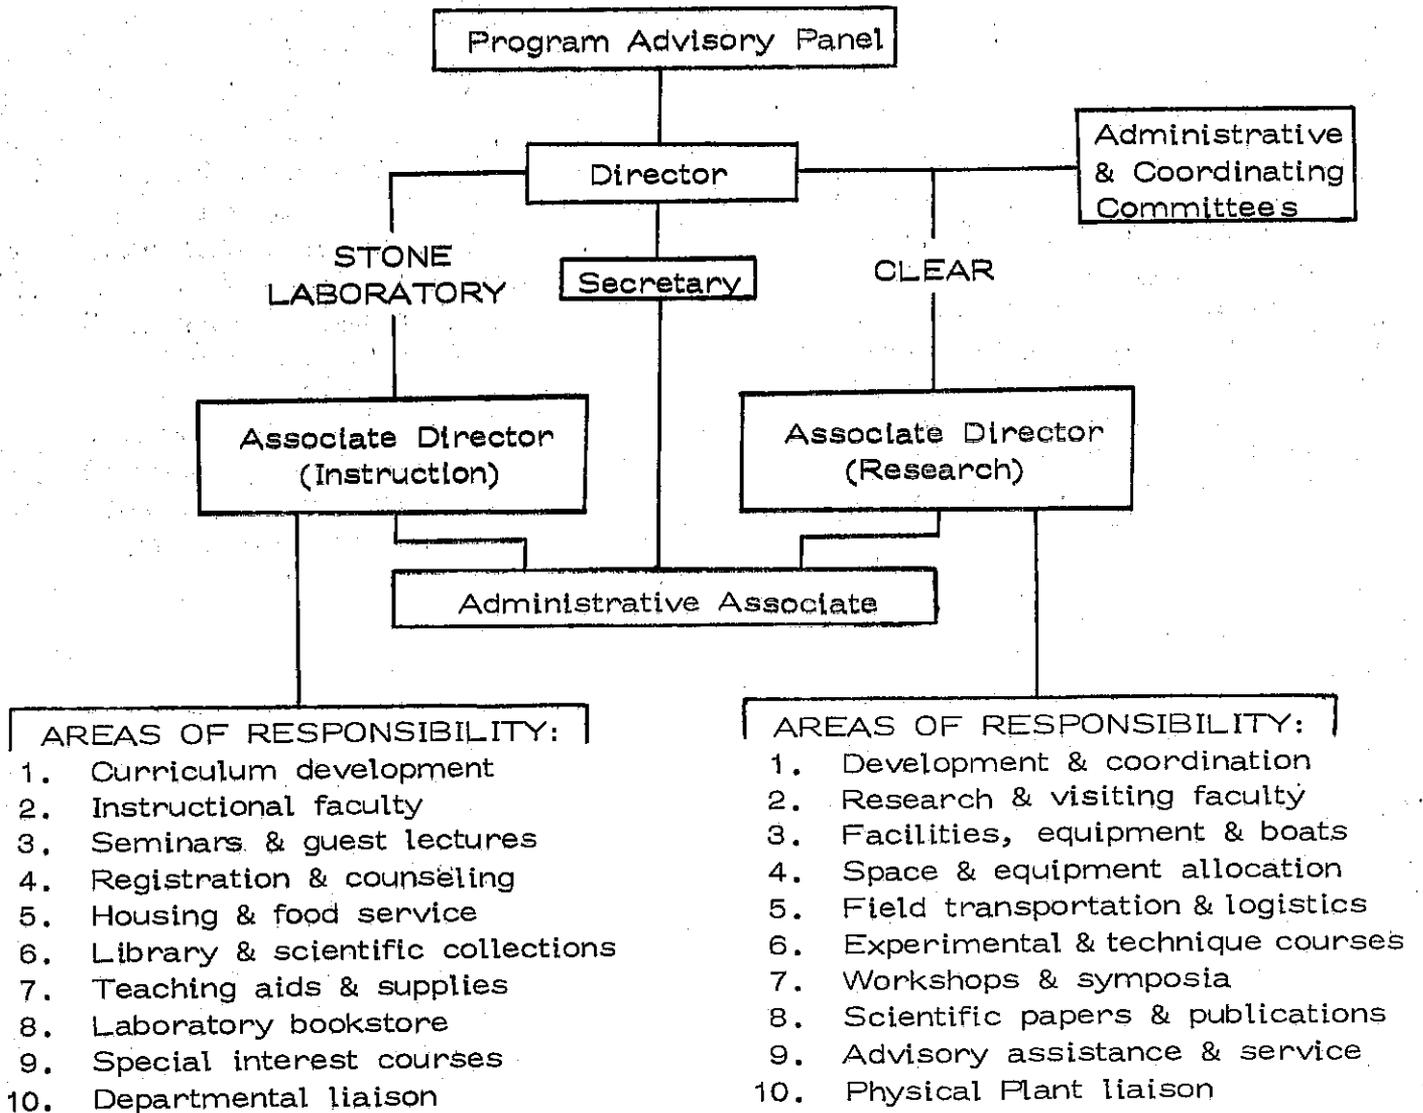 Program Advisory Panel
Director
Administrative
& Coordinating
Committees
STONE
LABORATORY
Secretary
CLEAR
Associate Director
(Instruction)
Associate Director
(Research)
Administrative Associate
AREAS OF RESPONSIBILITY:
1. Curriculum development
2. Instructional faculty
3. Seminars & guest lectures
4. Registration & counseling
5. Housing & food service
6. Library & scientific collections
7. Teaching aids & supplies
8. Laboratory bookstore
9. Special interest courses
10. Departmental liaison
AREAS OF RESPONSIBILITY:
1. Development & coordination
2. Research & visiting faculty
3. Facilities, equipment & boats
4. Space & equipment allocation
5. Field transportation & logistics
6. Experimental & technique courses
7. Workshops & symposia
8. Scientific papers & publications
9. Advisory assistance & service
10. Physical Plant liaison